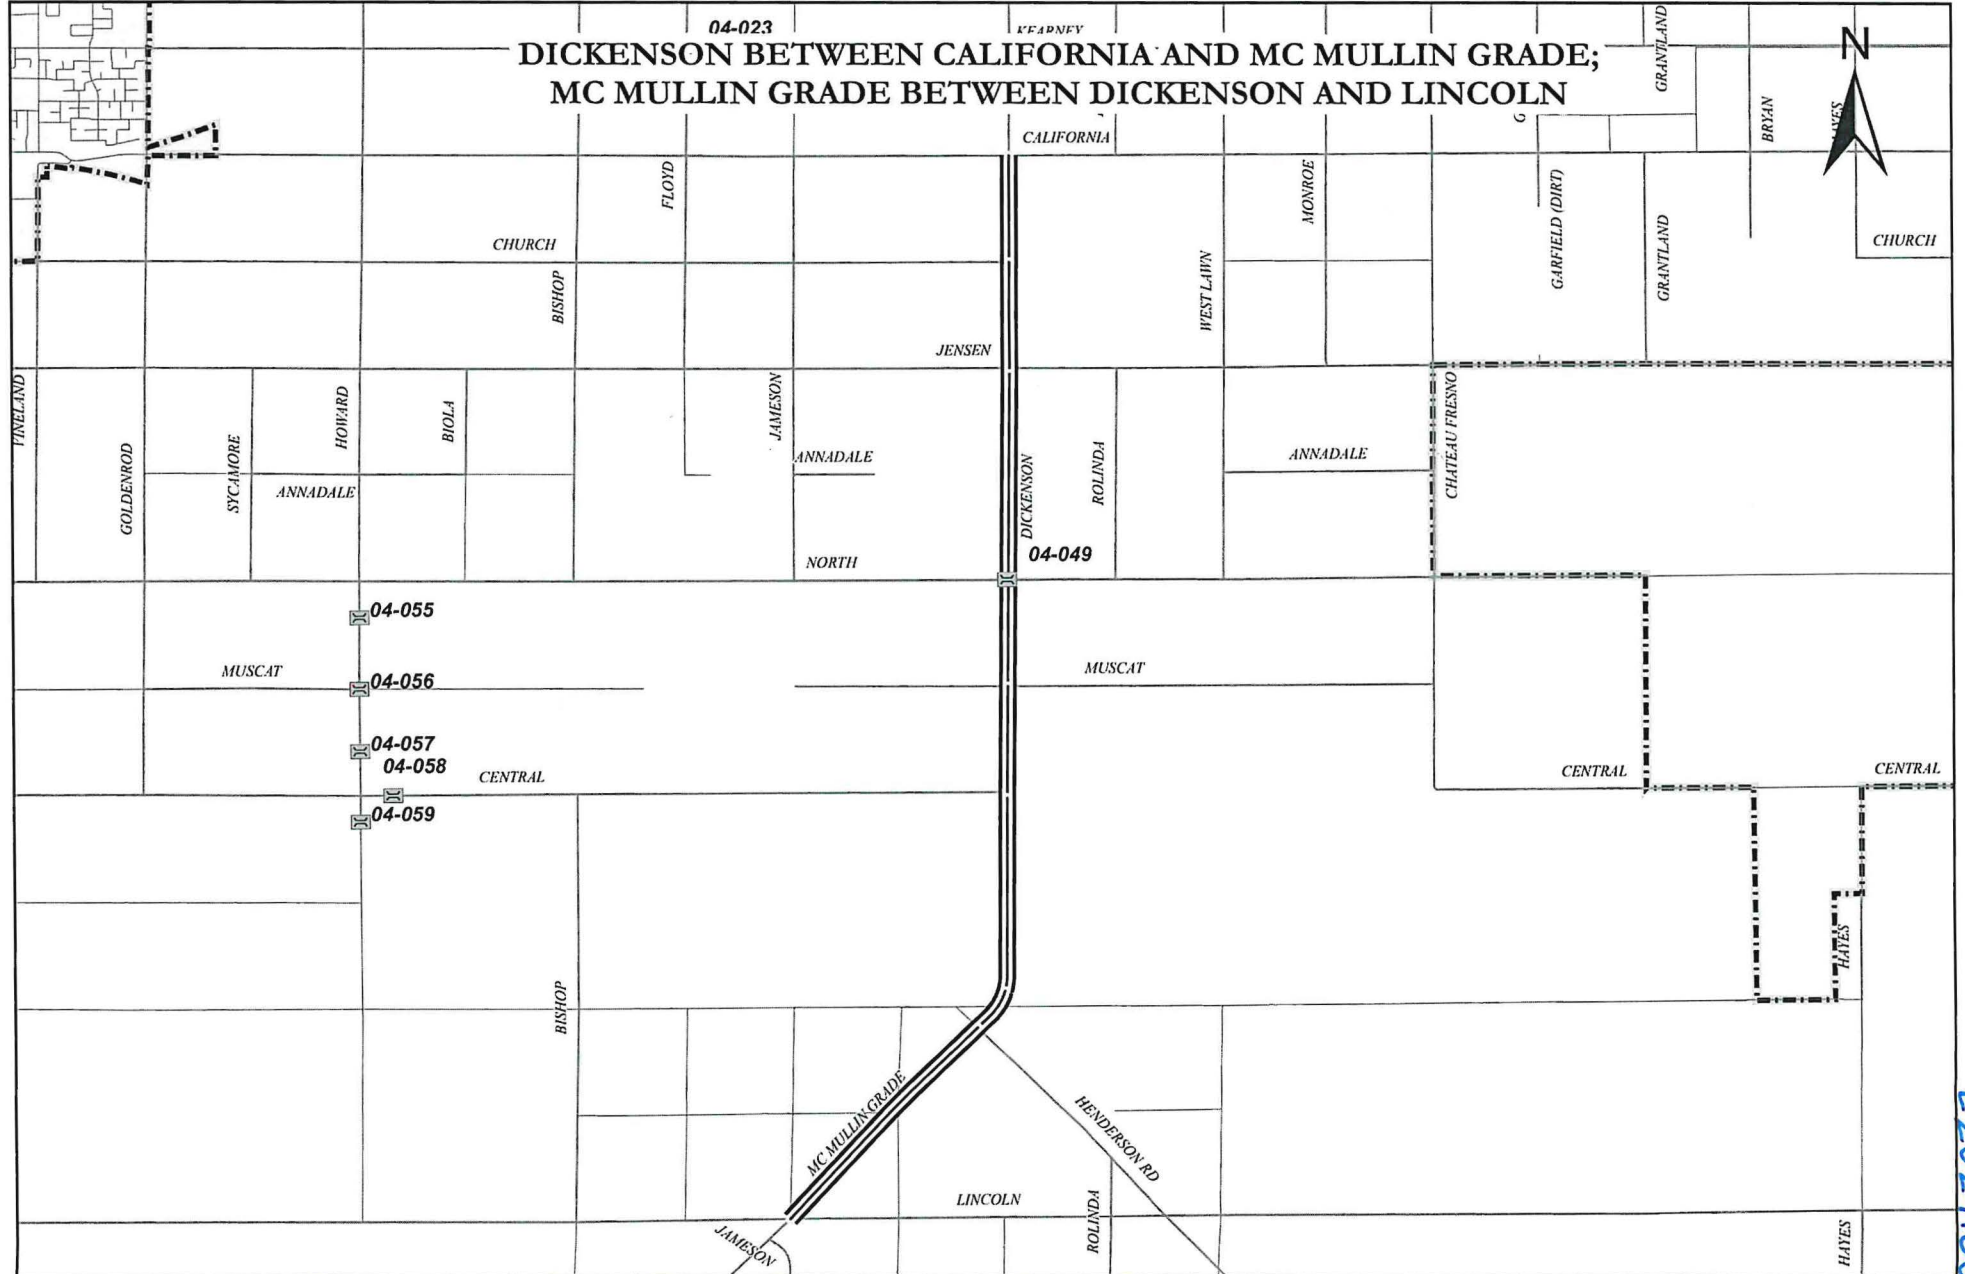 04-023
KEARNEY
DICKENSON BETWEEN CALIFORNIA AND MC MULLIN GRADE;
MC MULLIN GRADE BETWEEN DICKENSON AND LINCOLN
GRANTLAND
N
BRYAN
HAYES
CALIFORNIA
FLOYD
MONROE
GARFIELD (DIRT)
GRANTLAND
CHURCH
CHURCH
BISHOP
WEST LAWN
JENSEN
VINELAND
GOLDENROD
SYCAMORE
HOWARD
BIOLA
JAMESON
CHATEAU FRESNO
ANNADALE
ANNADALE
ANNADALE
DICKENSON
ROLINDA
04-049
NORTH
04-055
MUSCAT
MUSCAT
04-056
04-057
04-058
CENTRAL
CENTRAL
CENTRAL
04-059
HAYES
BISHOP
MC MULLIN GRADE
HENDERSON RD
LINCOLN
ROLINDA
JAMESON
HAYES